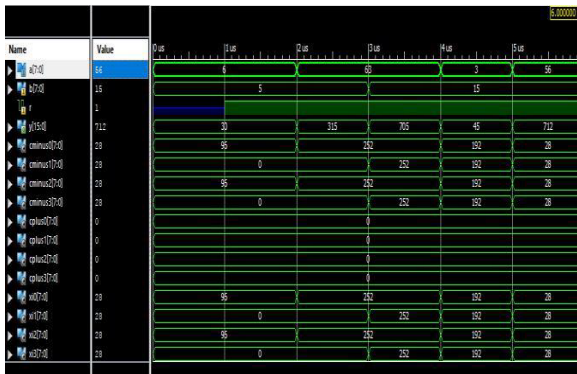 6.000000
Name Value 0 us 1 us 2 us 3 us 4 us 5 us
a[7:0] 56 6 63 3 56
b[7:0] 15 5 15
r 1
y[15:0] 712 30 315 705 45 712
cminus0[7:0] 28 95 252 192 28
cminus1[7:0] 28 0 252 192 28
cminus2[7:0] 28 95 252 192 28
cminus3[7:0] 28 0 252 192 28
cplus0[7:0] 0 0
cplus1[7:0] 0 0
cplus2[7:0] 0 0
cplus3[7:0] 0 0
xi0[7:0] 28 95 252 192 28
xi1[7:0] 28 0 252 192 28
xi2[7:0] 28 95 252 192 28
xi3[7:0] 28 0 252 192 28